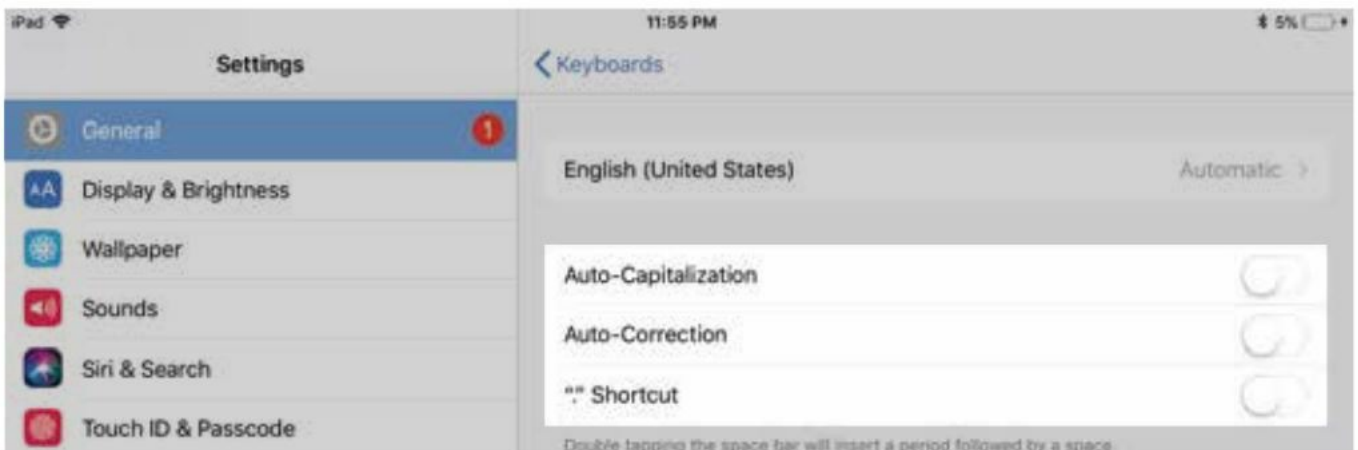 iPad 11:55 PM 5%
Settings
General 1
Display & Brightness
Wallpaper
Sounds
Siri & Search
Touch ID & Passcode
Keyboards
English (United States) Automatic
Auto-Capitalization
Auto-Correction
“.” Shortcut
Double tapping the space bar will insert a period followed by a space.